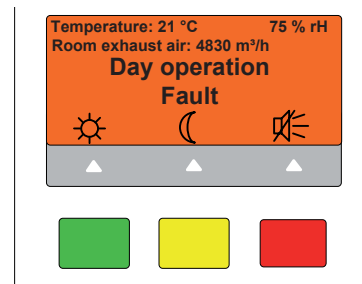 Temperature: 21 °C 75 % rH
Room exhaust air: 4830 m³/h
Day operation
Fault